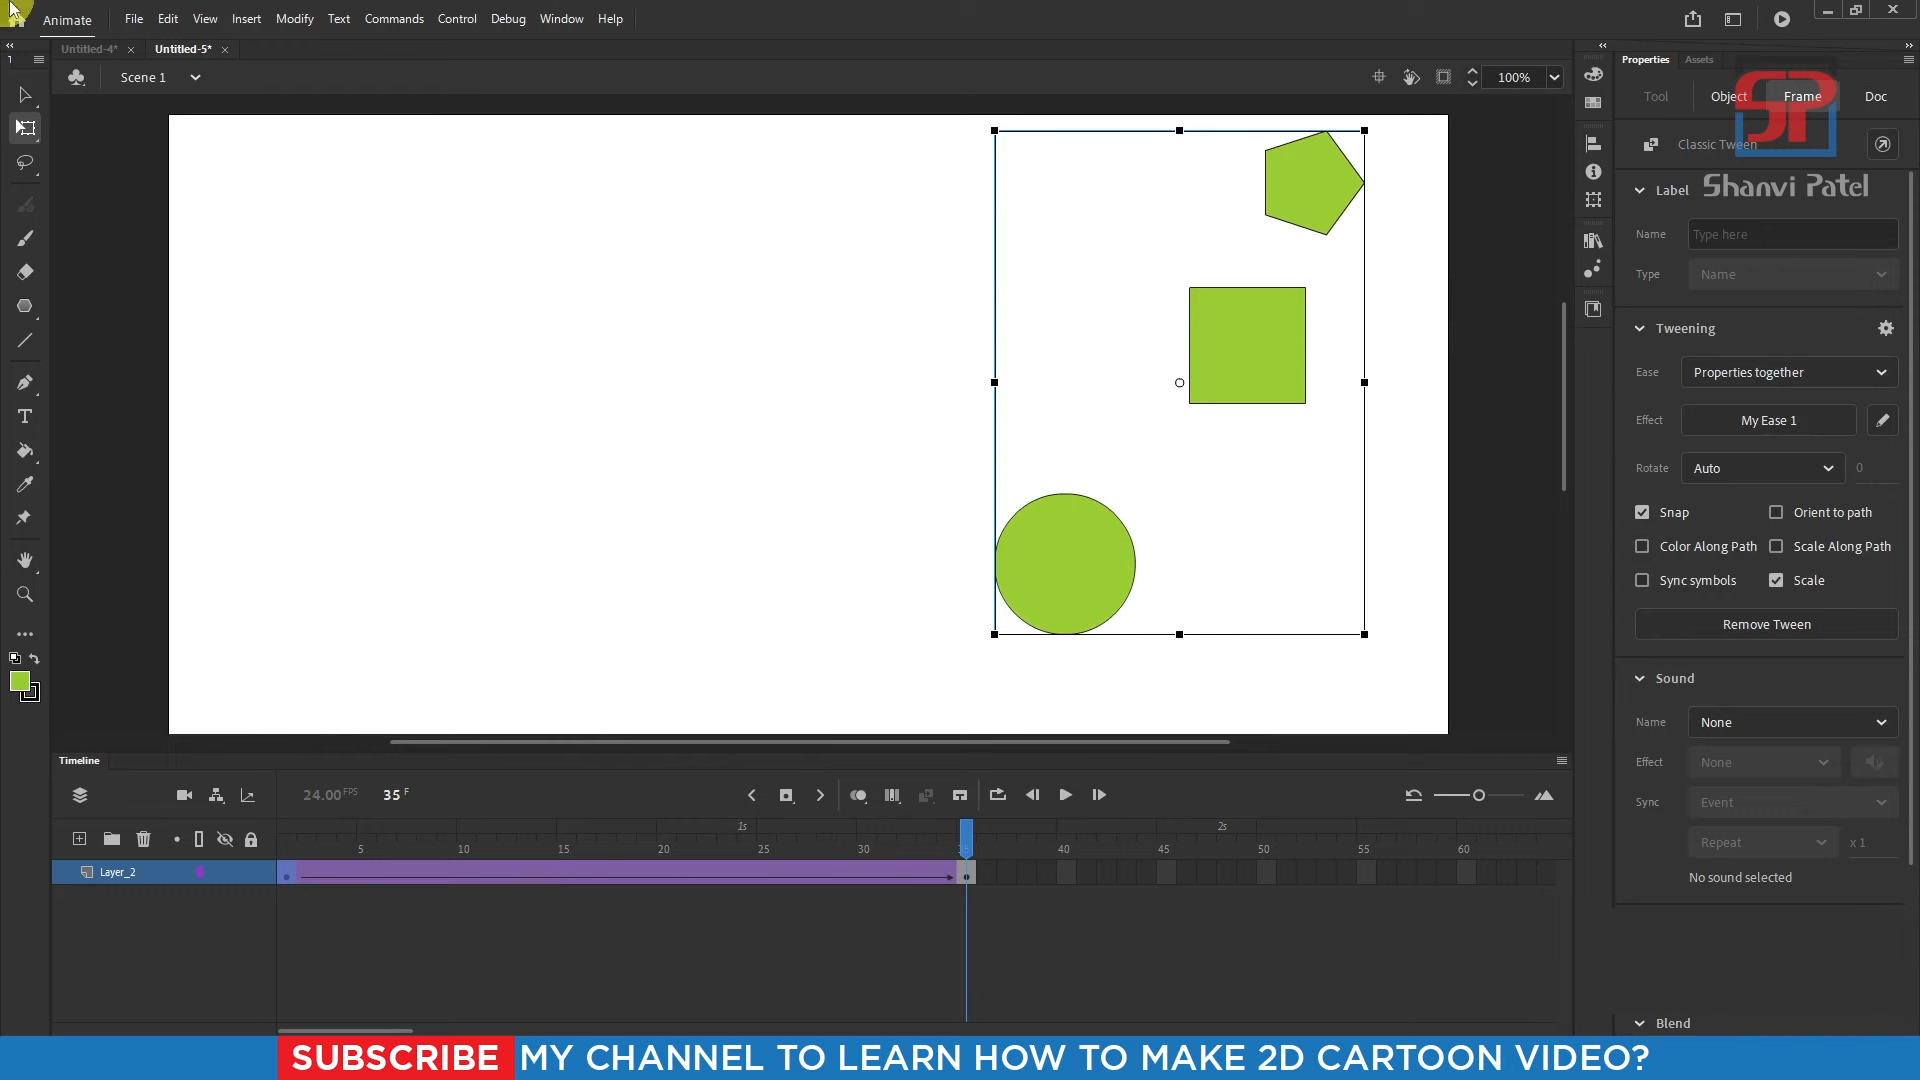 Animate File Edit View Insert Modify Text Commands Control Debug Window Help
Untitled-4* Untitled-5*
Scene 1 100%
Properties Assets
Tool Object Frame Doc
SP
Classic Tween
Label
Shanvi Patel
Name Type here
Type Name
Tweening
Ease Properties together
Effect My Ease 1
Rotate Auto 0
Snap Orient to path
Color Along Path Scale Along Path
Sync symbols Scale
Remove Tween
Sound
Name None
Effect None
Sync Event
Repeat x 1
No sound selected
Blend
Timeline
24.00 FPS 35 F
1s 2s
5 10 15 20 25 30 35 40 45 50 55 60
Layer_2
SUBSCRIBE MY CHANNEL TO LEARN HOW TO MAKE 2D CARTOON VIDEO?